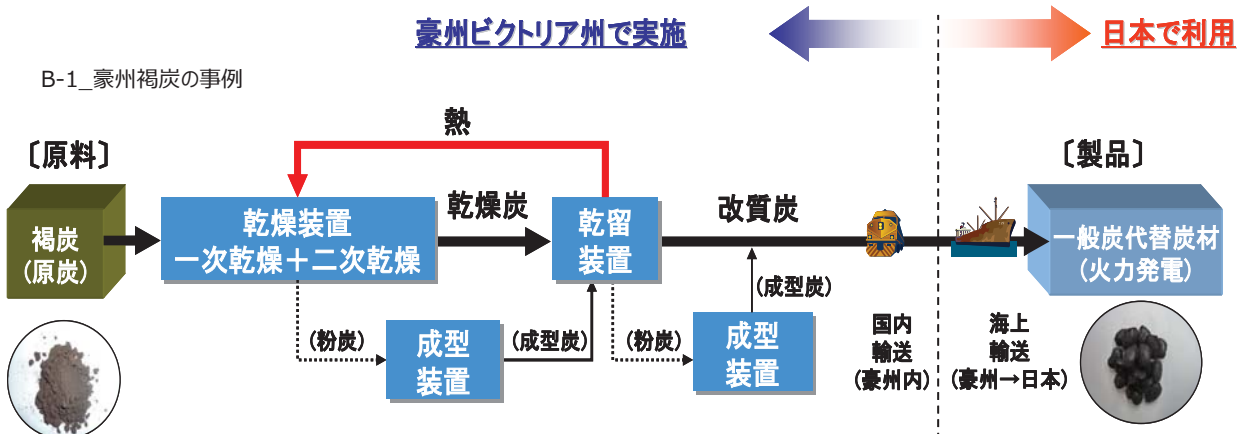 豪州ビクトリア州で実施
日本で利用
B-1_豪州褐炭の事例
熱
〔原料〕
〔製品〕
褐炭
(原炭)
乾燥装置
一次乾燥＋二次乾燥
乾燥炭
乾留
装置
改質炭
一般炭代替炭材
(火力発電)
(粉炭)
成型
装置
(成型炭)
(粉炭)
成型
装置
(成型炭)
国内
輸送
(豪州内)
海上
輸送
(豪州→日本)